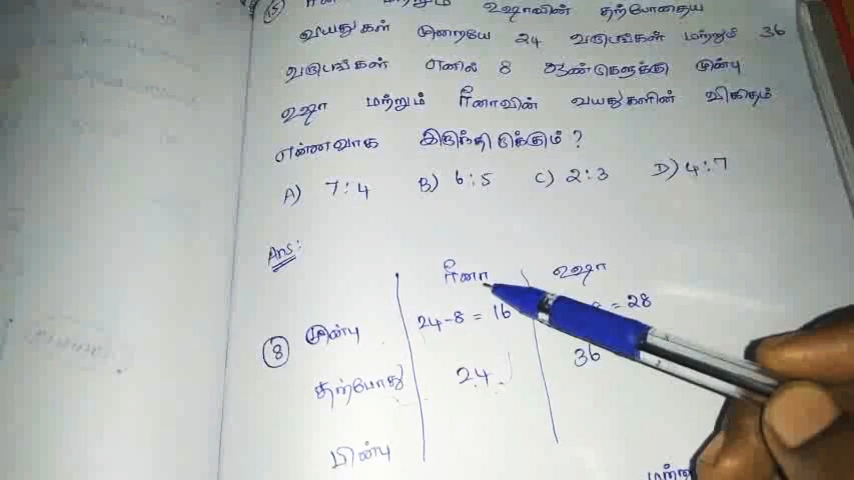 மற்றும் உஷாவின் தற்போதைய
வயதுகள் முறையே 24 வருடங்கள் மற்றும் 36
வருடங்கள் எனில் 8 ஆண்டுகளுக்கு முன்பு
உஷா மற்றும் ரீனாவின் வயதுகளின் விகிதம்
என்னவாக இருந்திருக்கும் ?
A) 7:4 B) 6:5 C) 2:3 D) 4:7
Ans:
ரீனா உஷா
8 முன்பு 24-8 = 16 8 = 28
தற்போது 24 36
பின்பு